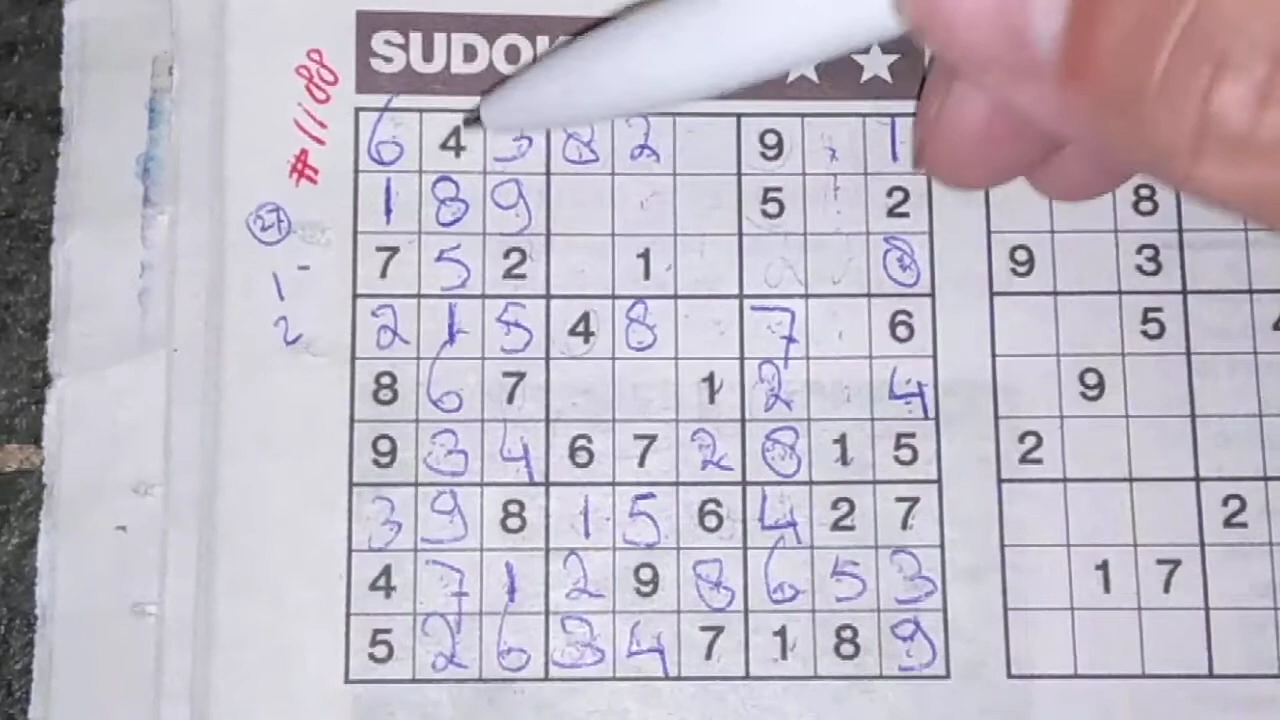 #1188
SUDOK
6 4 3 8 2 9 1
27 1 8 9 5 2 8
1 7 5 2 1 8 9 3
2 2 1 5 4 8 7 6 5
8 6 7 1 2 4 9
9 3 4 6 7 2 8 1 5 2
3 9 8 1 5 6 4 2 7 2
4 7 1 2 9 8 6 5 3 1 7
5 2 6 3 4 7 1 8 9